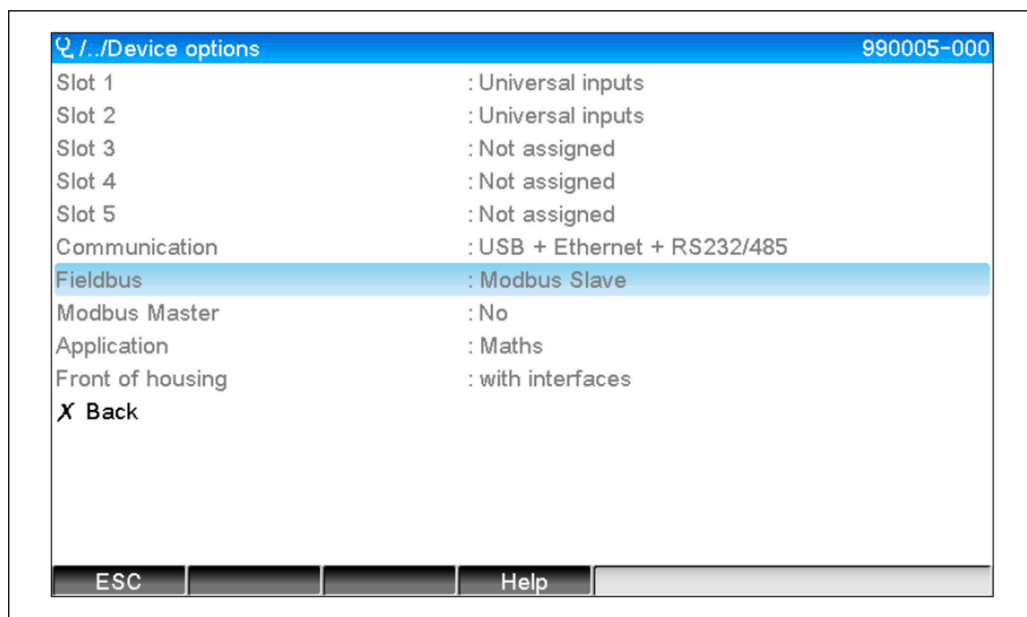 /../Device options 990005-000
Slot 1 : Universal inputs
Slot 2 : Universal inputs
Slot 3 : Not assigned
Slot 4 : Not assigned
Slot 5 : Not assigned
Communication : USB + Ethernet + RS232/485
Fieldbus : Modbus Slave
Modbus Master : No
Application : Maths
Front of housing : with interfaces
X Back
ESC Help